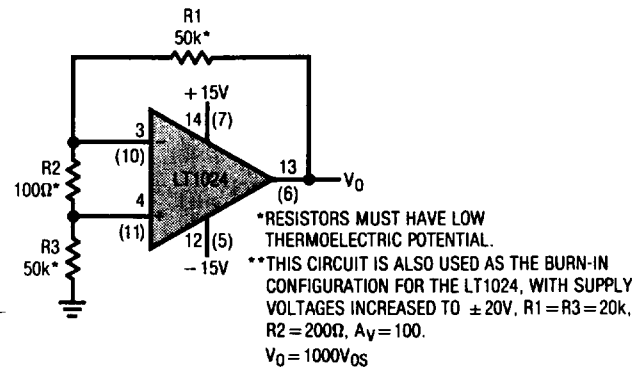 R1
50k*
+15V
14 (7)
3
(10)
−
R2
100Ω*
LT1024
13
(6)
V₀
4
(11)
+
R3
50k*
12 (5)
−15V
*RESISTORS MUST HAVE LOW
THERMOELECTRIC POTENTIAL.
**THIS CIRCUIT IS ALSO USED AS THE BURN-IN
CONFIGURATION FOR THE LT1024, WITH SUPPLY
VOLTAGES INCREASED TO ±20V, R1=R3=20k,
R2=200Ω, AV=100.
V₀=1000VOS